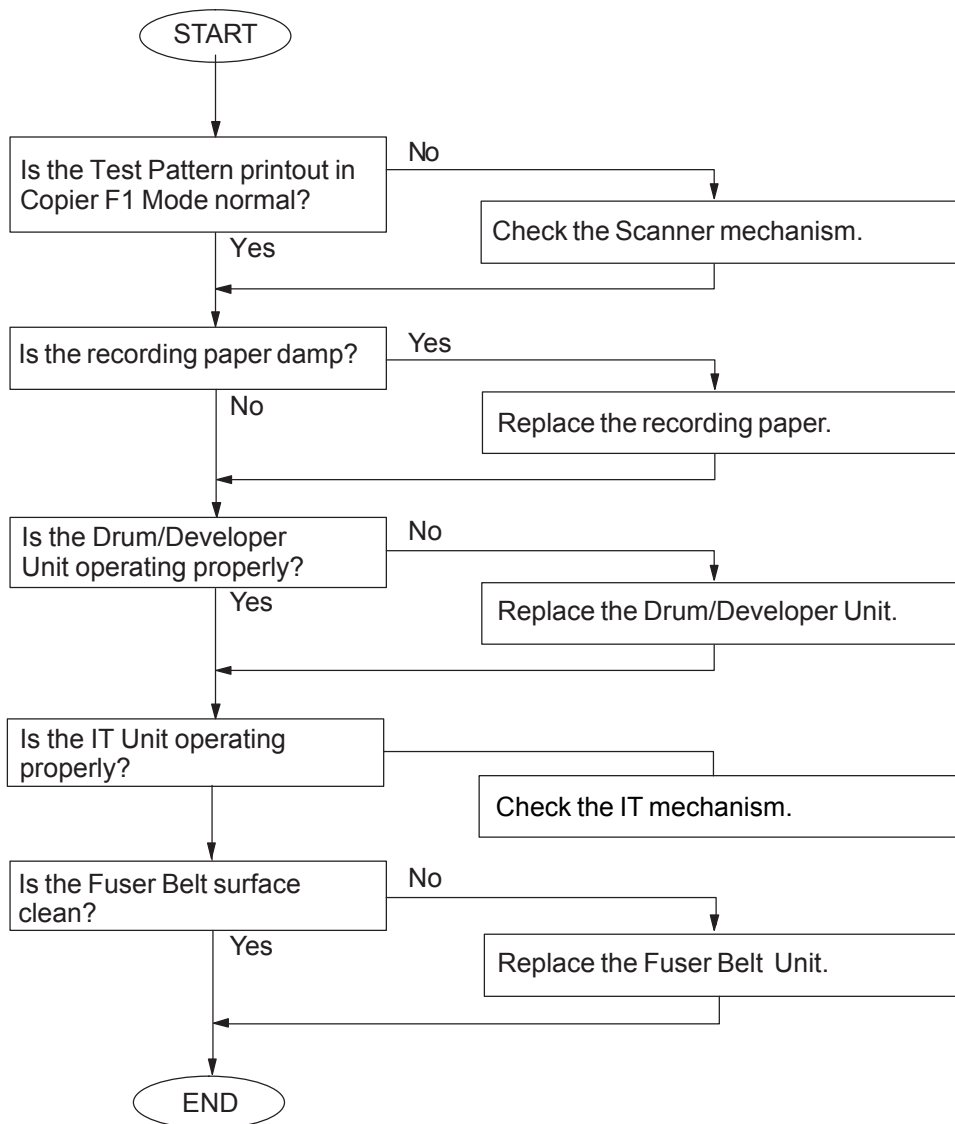 START
Is the Test Pattern printout in
Copier F1 Mode normal?
No
Check the Scanner mechanism.
Yes
Is the recording paper damp?
Yes
Replace the recording paper.
No
Is the Drum/Developer
Unit operating properly?
No
Replace the Drum/Developer Unit.
Yes
Is the IT Unit operating
properly?
Check the IT mechanism.
Is the Fuser Belt surface
clean?
No
Replace the Fuser Belt Unit.
Yes
END